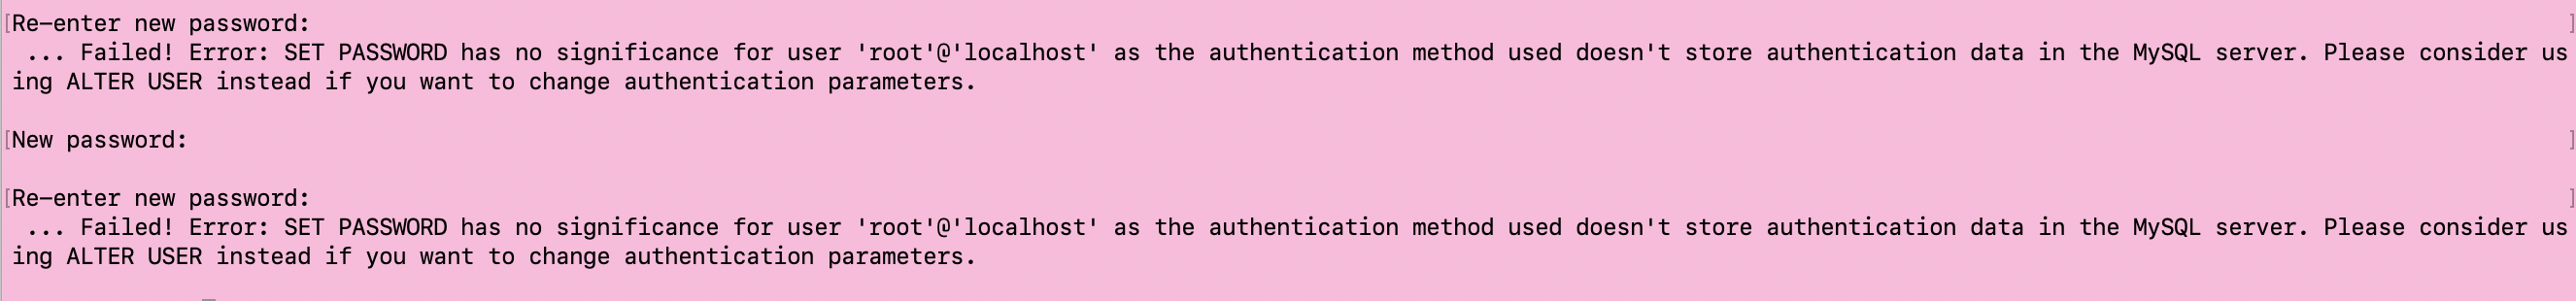 [Re-enter new password: ]
... Failed! Error: SET PASSWORD has no significance for user 'root'@'localhost' as the authentication method used doesn't store authentication data in the MySQL server. Please consider us
ing ALTER USER instead if you want to change authentication parameters.
[New password: ]
[Re-enter new password: ]
... Failed! Error: SET PASSWORD has no significance for user 'root'@'localhost' as the authentication method used doesn't store authentication data in the MySQL server. Please consider us
ing ALTER USER instead if you want to change authentication parameters.